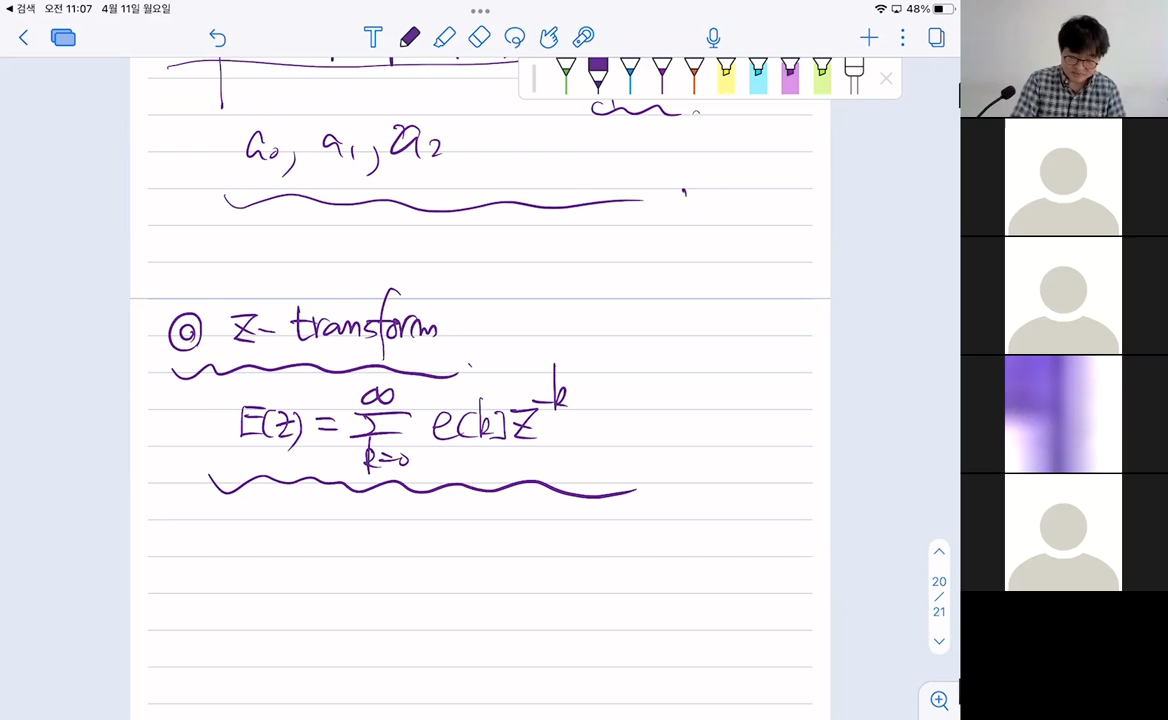 ◀ 검색 오전 11:07 4월 11일 월요일
48%
T
a₀, a₁, a₂
◎ Z- transform
E(z) = ∞∑k=0 e[k] z^-k
20
/
21